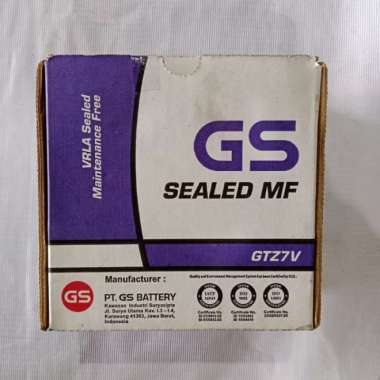 VRLA Sealed
Maintenance Free
GS
SEALED MF
GTZ7V
Manufacturer :
GS
PT. GS BATTERY
Kawasan Industri Suryacipta
Jl. Surya Utama Kav. I.3 - I.4,
Karawang 41363, Jawa Barat,
Indonesia